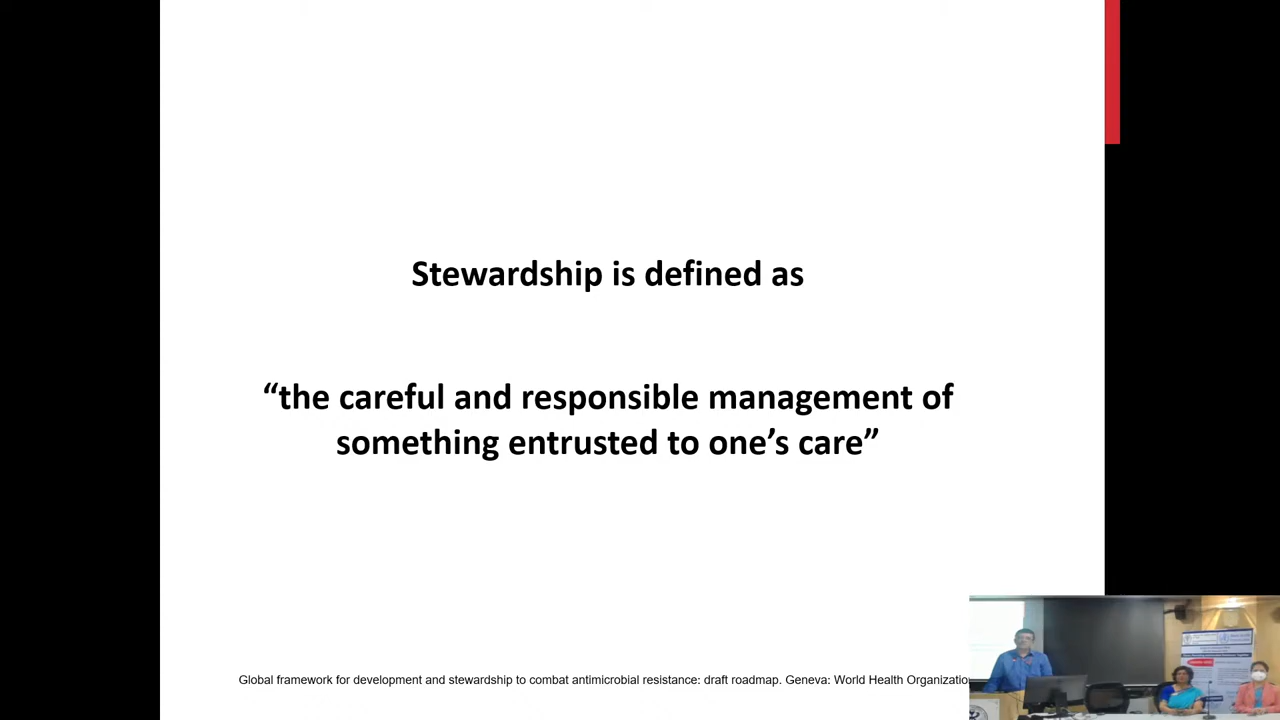 Stewardship is defined as
“the careful and responsible management of
something entrusted to one’s care”
Global framework for development and stewardship to combat antimicrobial resistance: draft roadmap. Geneva: World Health Organizatio